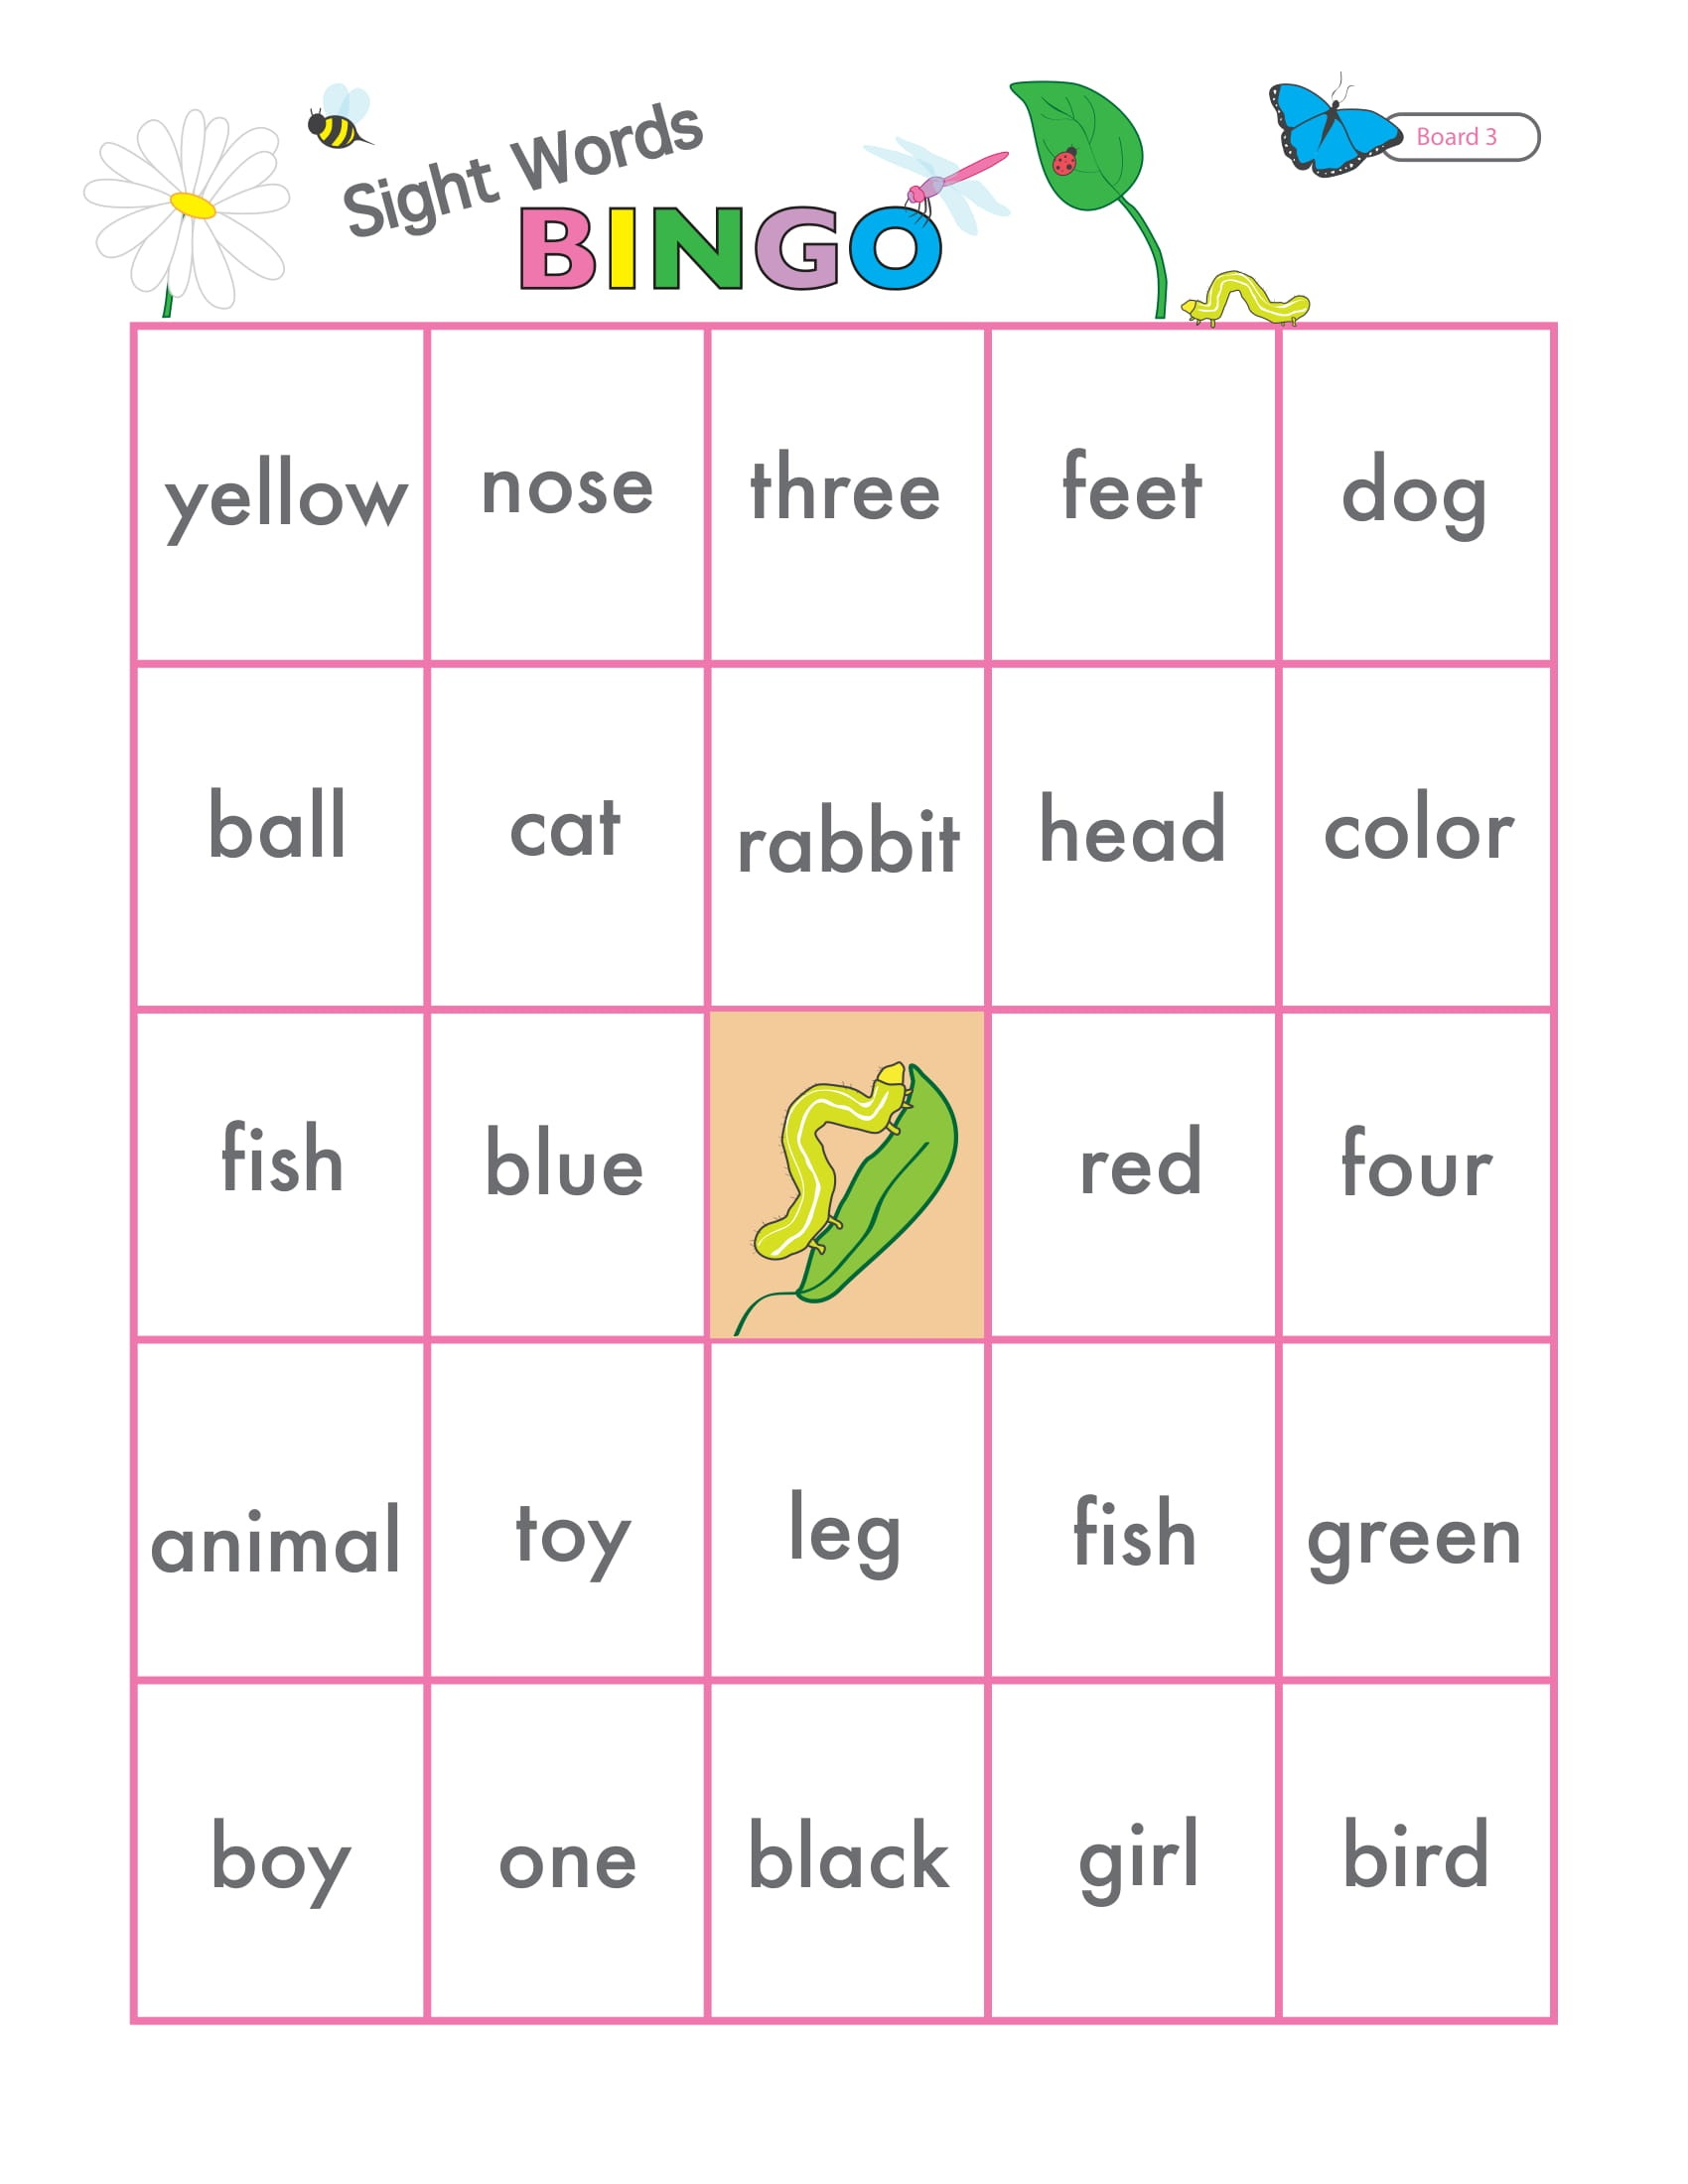 Sight Words
BINGO
Board 3
yellow nose three feet dog
ball cat rabbit head color
fish blue red four
animal toy leg fish green
boy one black girl bird